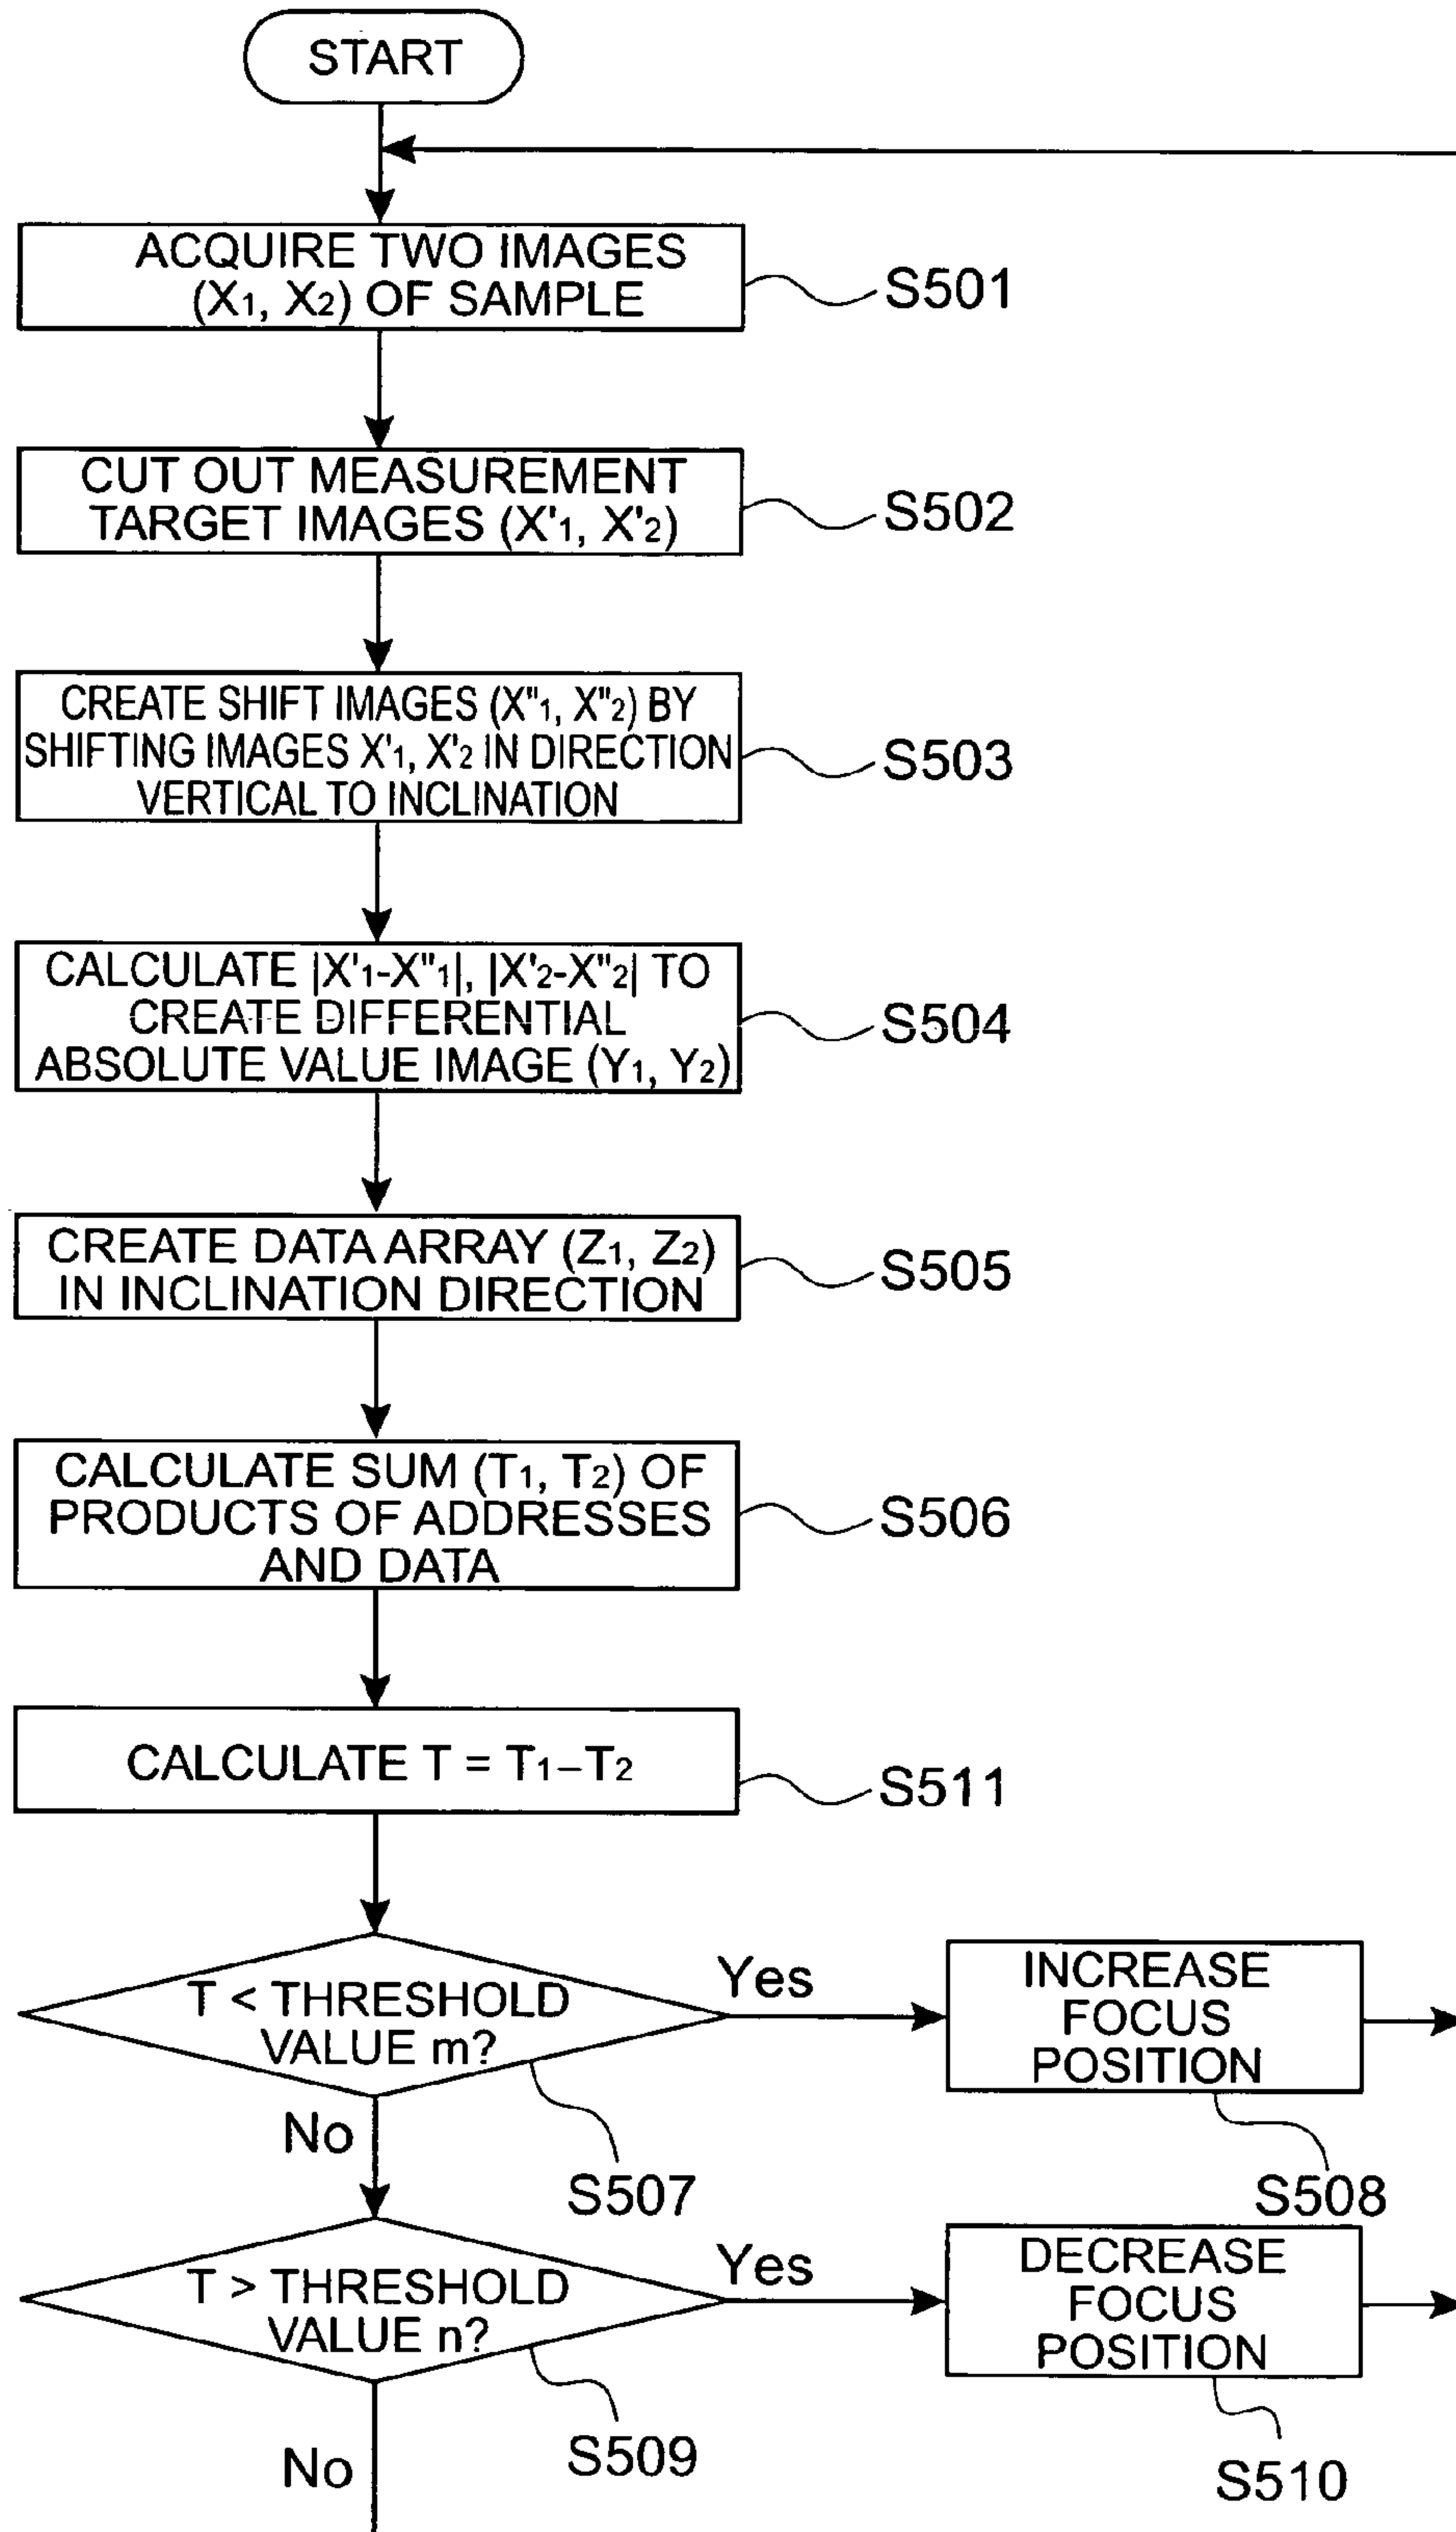 START
ACQUIRE TWO IMAGES
(X₁, X₂) OF SAMPLE
S501
CUT OUT MEASUREMENT
TARGET IMAGES (X'₁, X'₂)
S502
CREATE SHIFT IMAGES (X"₁, X"₂) BY
SHIFTING IMAGES X'₁, X'₂ IN DIRECTION
VERTICAL TO INCLINATION
S503
CALCULATE |X'₁-X"₁|, |X'₂-X"₂| TO
CREATE DIFFERENTIAL
ABSOLUTE VALUE IMAGE (Y₁, Y₂)
S504
CREATE DATA ARRAY (Z₁, Z₂)
IN INCLINATION DIRECTION
S505
CALCULATE SUM (T₁, T₂) OF
PRODUCTS OF ADDRESSES
AND DATA
S506
CALCULATE T = T₁–T₂
S511
T < THRESHOLD
VALUE m?
Yes
INCREASE
FOCUS
POSITION
No
S507
S508
T > THRESHOLD
VALUE n?
Yes
DECREASE
FOCUS
POSITION
No
S509
S510